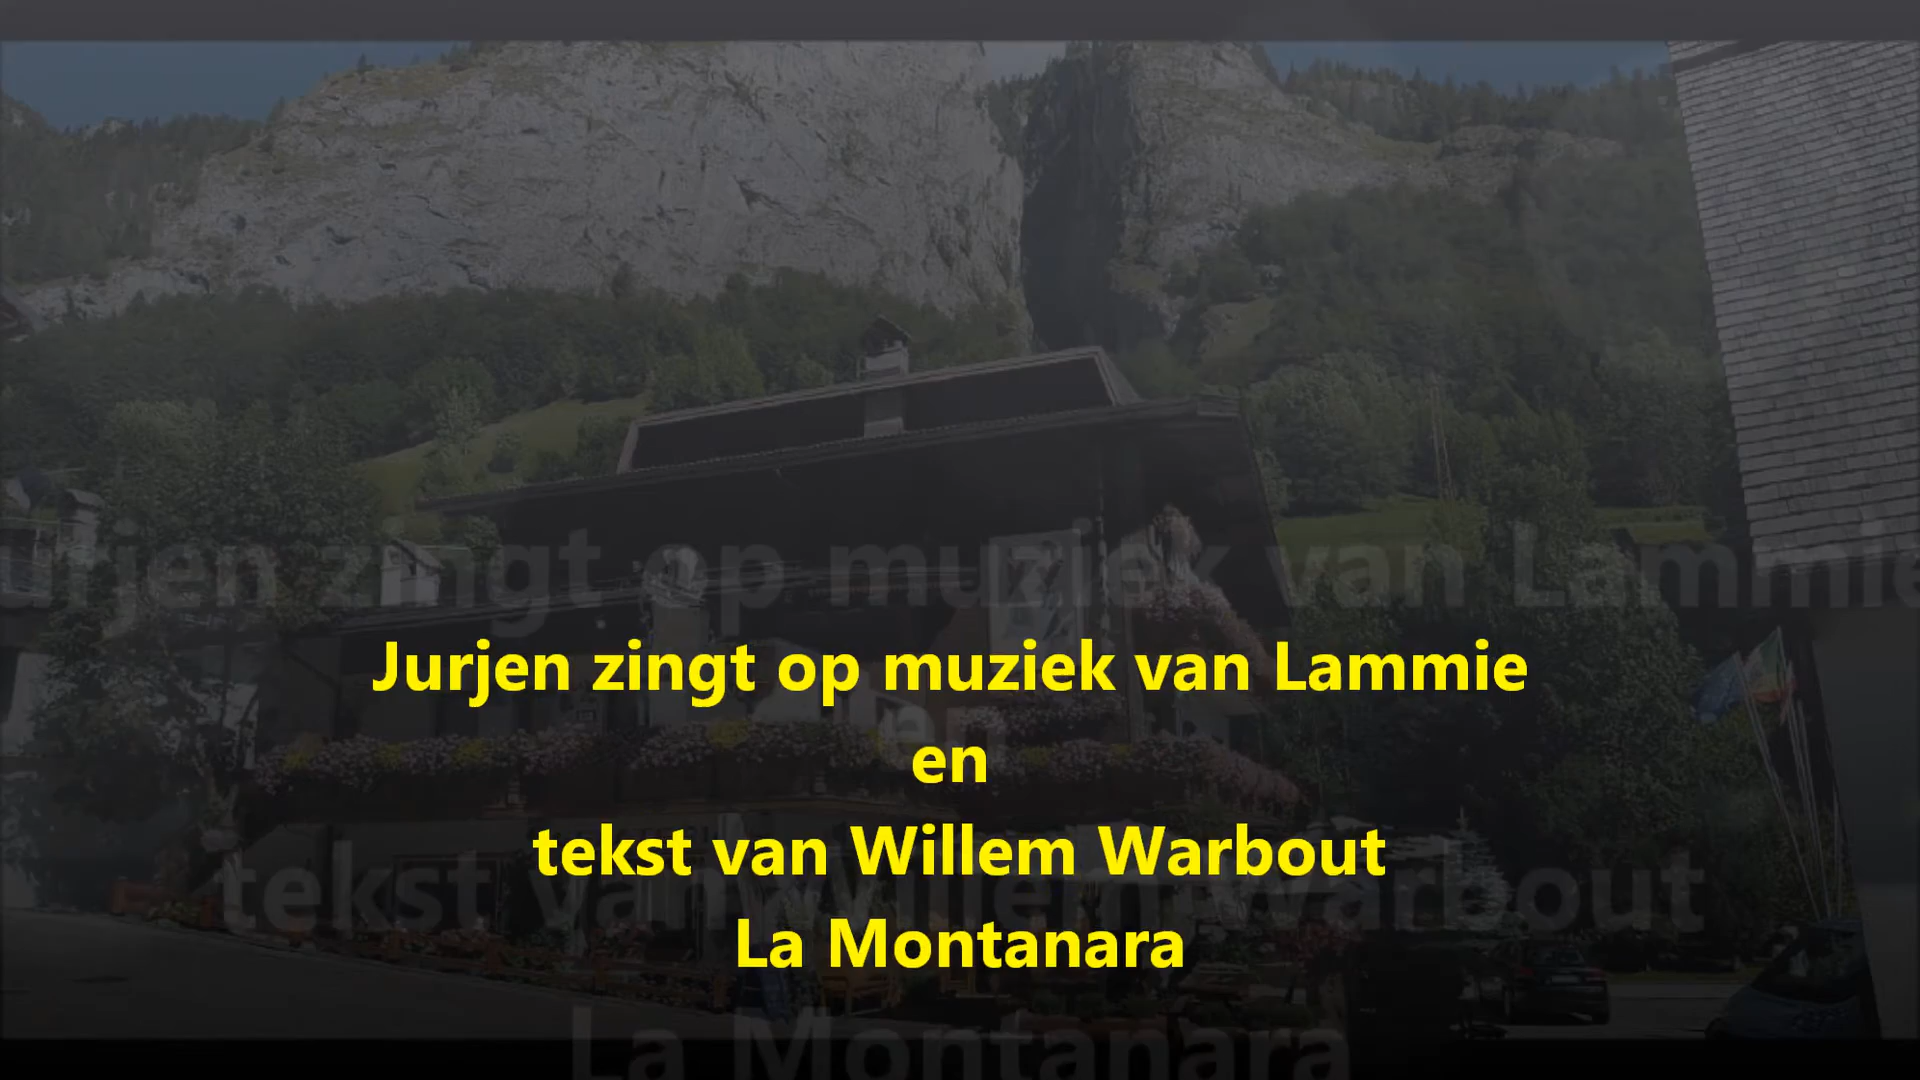 Jurjen zingt op muziek van Lammie
en
tekst van Willem Warbout
La Montanara